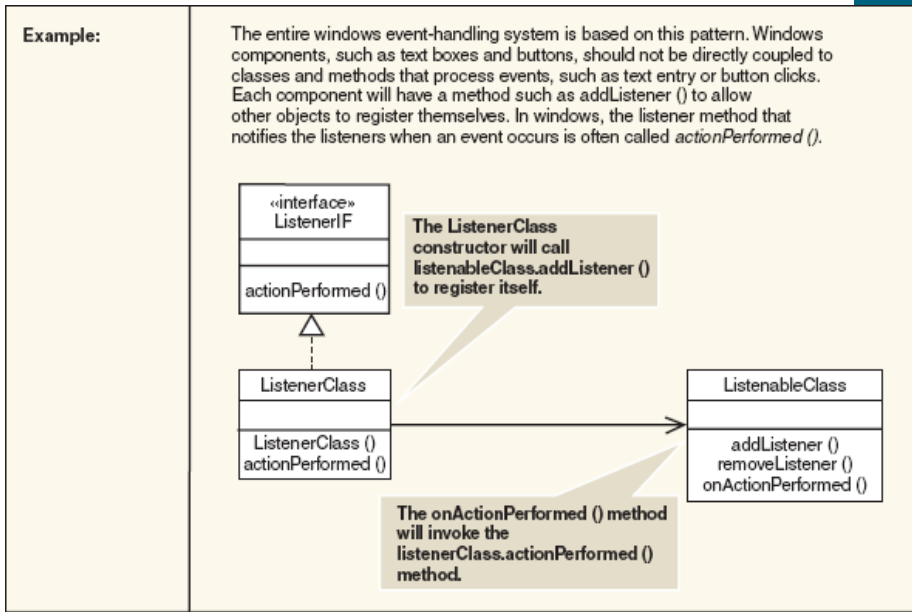 Example:
The entire windows event-handling system is based on this pattern. Windows
components, such as text boxes and buttons, should not be directly coupled to
classes and methods that process events, such as text entry or button clicks.
Each component will have a method such as addListener () to allow
other objects to register themselves. In windows, the listener method that
notifies the listeners when an event occurs is often called actionPerformed ().
«interface»
ListenerIF
actionPerformed ()
The ListenerClass
constructor will call
listenableClass.addListener ()
to register itself.
ListenerClass
ListenerClass ()
actionPerformed ()
ListenableClass
addListener ()
removeListener ()
onActionPerformed ()
The onActionPerformed () method
will invoke the
listenerClass.actionPerformed ()
method.